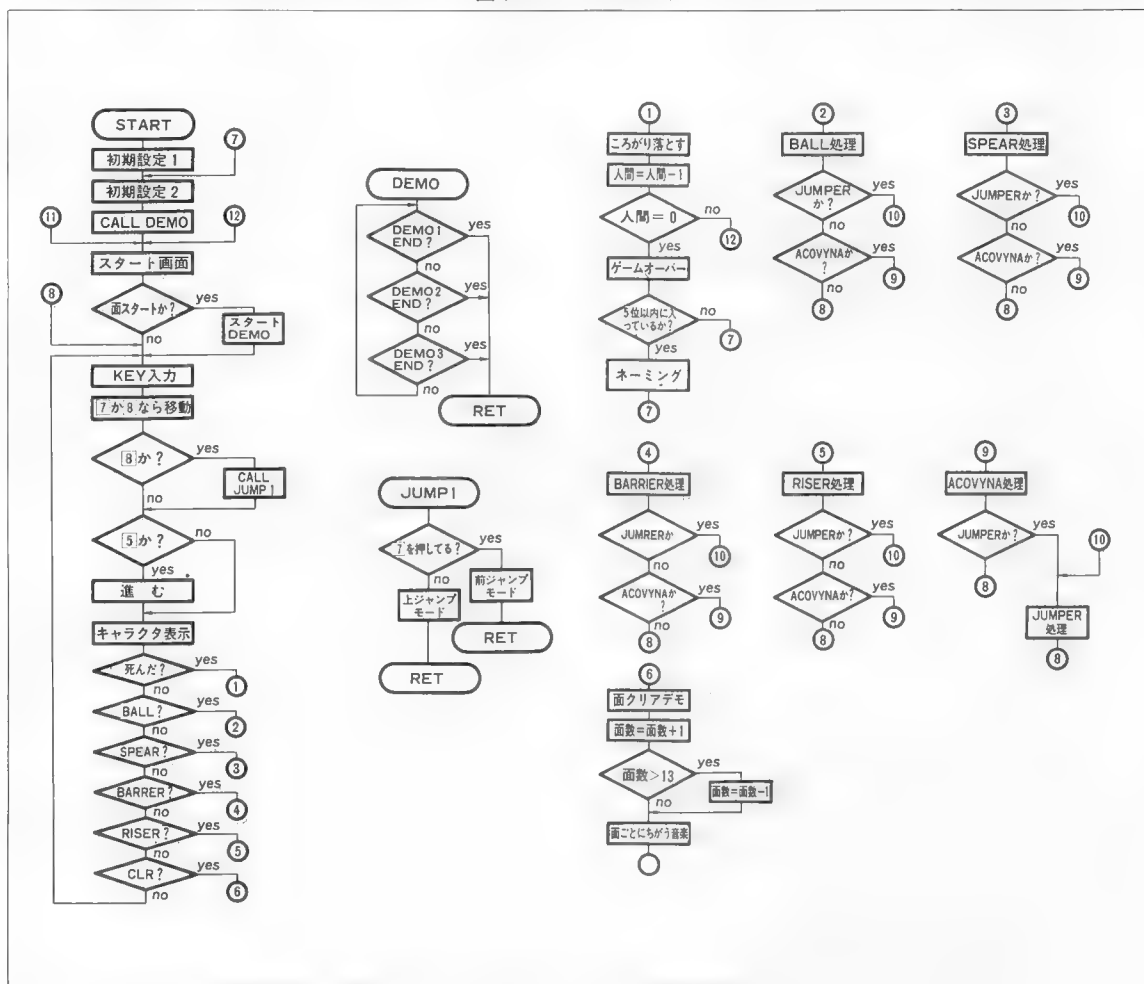 START
初期設定1
⑦
初期設定2
CALL DEMO
⑪
⑫
スタート画面
⑧
面スタートか?
yes
スタート
DEMO
no
KEY入力
7か8なら移動
8か?
yes
CALL
JUMP1
no
5か?
no
yes
進む
キャラクタ表示
死んだ?
yes
①
no
BALL?
yes
②
no
SPEAR?
yes
③
no
BARRER?
yes
④
no
RISER?
yes
⑤
no
CLR?
yes
⑥
no
DEMO
DEMO1
END?
yes
no
DEMO2
END?
yes
no
DEMO3
END?
yes
no
RET
JUMP1
7を押してる?
yes
前ジャンプ
モード
no
上ジャンプ
モード
RET
RET
①
ころがり落とす
人間=人間-1
人間=0
no
⑫
yes
ゲームオーバー
5位以内に入
っているか?
no
⑦
yes
ネーミング
⑦
②
BALL処理
JUMPER
か?
yes
⑩
no
ACOVYNAか
?
yes
⑨
no
⑧
③
SPEAR処理
JUMPERか?
yes
⑩
no
ACOVYNAか?
yes
⑨
no
⑧
④
BARRIER処理
JUMRERか
yes
⑩
no
ACOVYNAか
?
yes
⑨
no
⑧
⑤
RISER処理
JUMPERか?
yes
⑩
no
ACOVYNAか?
yes
⑨
no
⑧
⑨
ACOVYNA処理
JUMPERか?
yes
⑩
no
⑧
JUMPER
処理
⑧
⑥
面クリアデモ
面数=面数+1
面数>13
yes
面数=面数-1
no
面ごとにちがう音楽